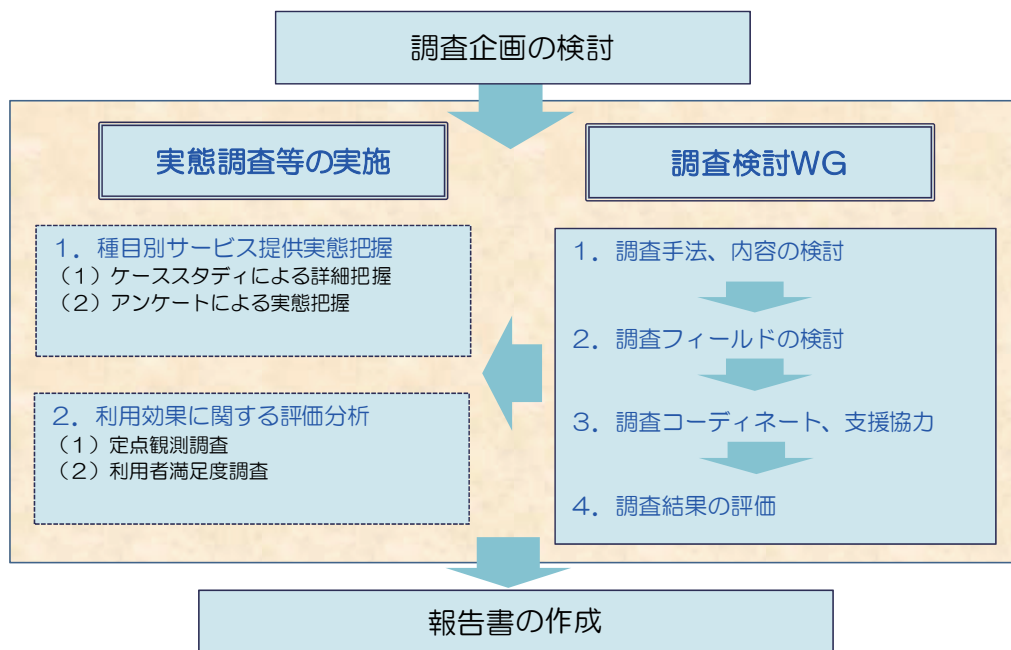 調査企画の検討
実態調査等の実施
1．種目別サービス提供実態把握
（1）ケーススタディによる詳細把握
（2）アンケートによる実態把握
2．利用効果に関する評価分析
（1）定点観測調査
（2）利用者満足度調査
調査検討WG
1．調査手法、内容の検討
2．調査フィールドの検討
3．調査コーディネート、支援協力
4．調査結果の評価
報告書の作成